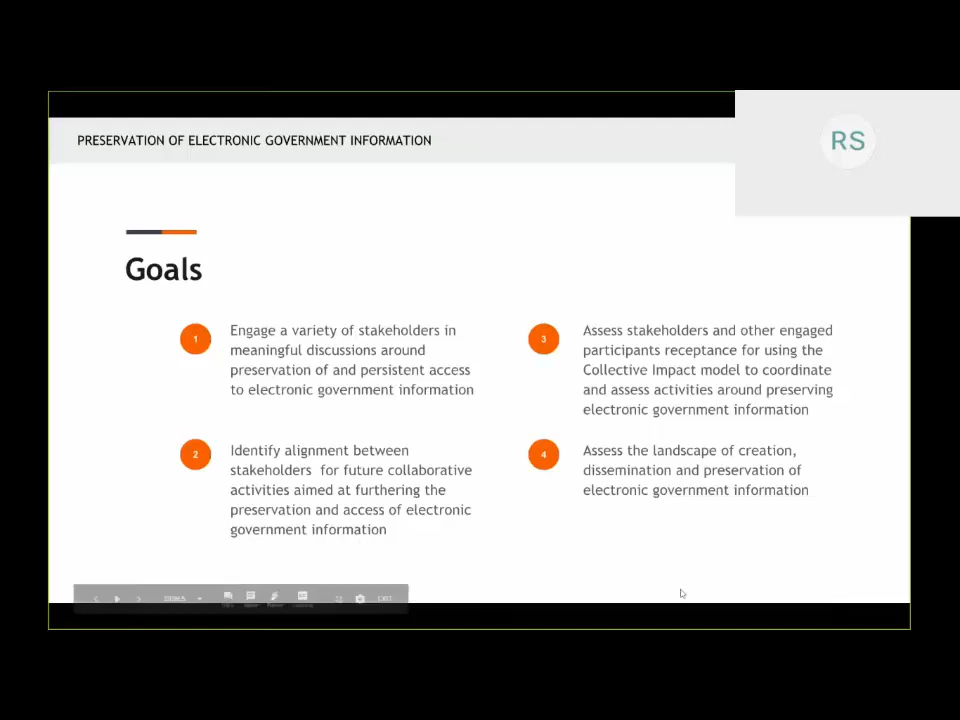 PRESERVATION OF ELECTRONIC GOVERNMENT INFORMATION
RS
Goals
1
Engage a variety of stakeholders in
meaningful discussions around
preservation of and persistent access
to electronic government information
2
Identify alignment between
stakeholders for future collaborative
activities aimed at furthering the
preservation and access of electronic
government information
3
Assess stakeholders and other engaged
participants receptance for using the
Collective Impact model to coordinate
and assess activities around preserving
electronic government information
4
Assess the landscape of creation,
dissemination and preservation of
electronic government information